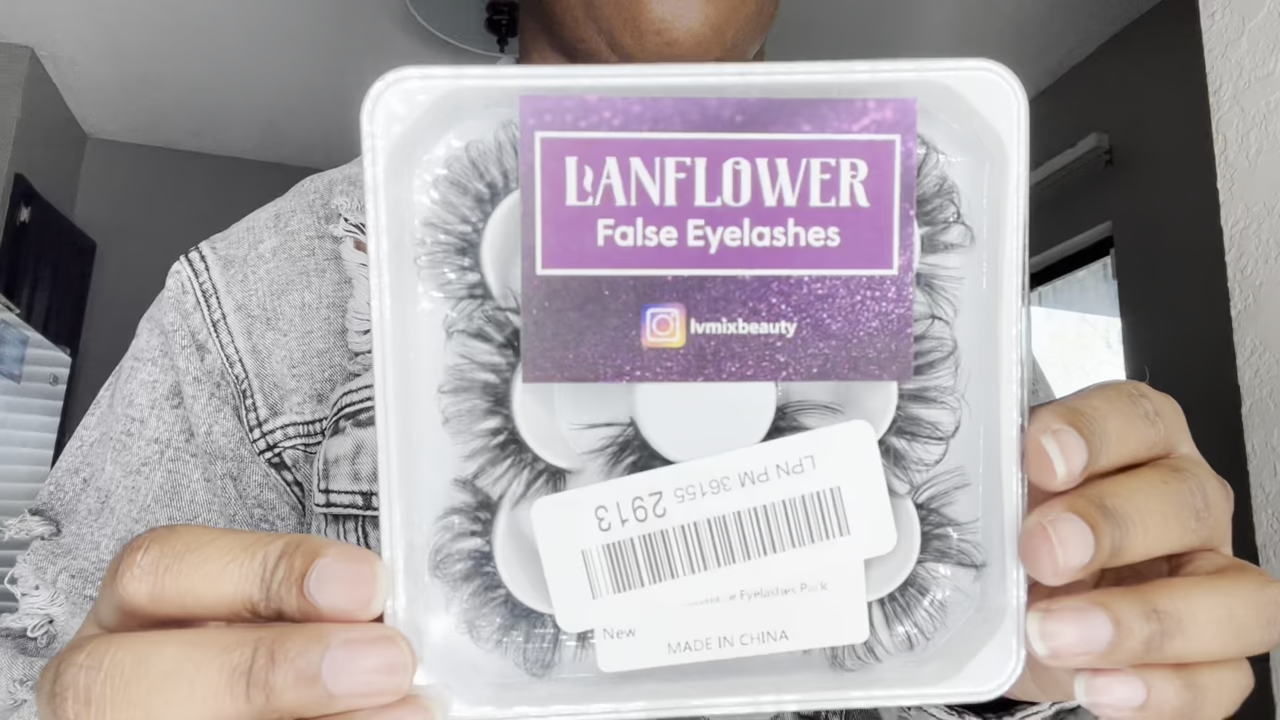 LANFLOWER
False Eyelashes
lvmixbeauty
LPN PM 36155 2913
Eyelashes Pack
New
MADE IN CHINA